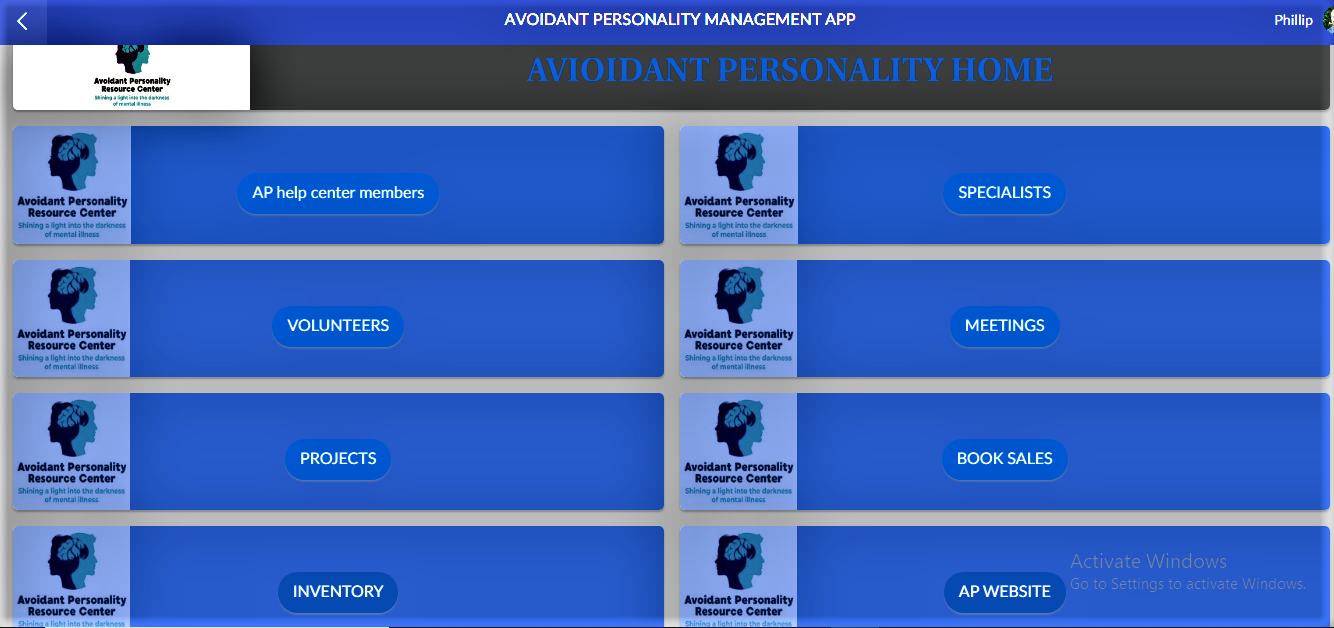 AVOIDANT PERSONALITY MANAGEMENT APP
Phillip
Avoidant Personality
Resource Center
Shining a light into the darkness
of mental illness
AVIOIDANT PERSONALITY HOME
Avoidant Personality
Resource Center
Shining a light into the darkness
of mental illness
AP help center members
Avoidant Personality
Resource Center
Shining a light into the darkness
of mental illness
SPECIALISTS
Avoidant Personality
Resource Center
Shining a light into the darkness
of mental illness
VOLUNTEERS
Avoidant Personality
Resource Center
Shining a light into the darkness
of mental illness
MEETINGS
Avoidant Personality
Resource Center
Shining a light into the darkness
of mental illness
PROJECTS
Avoidant Personality
Resource Center
Shining a light into the darkness
of mental illness
BOOK SALES
Avoidant Personality
Resource Center
Shining a light into the darkness
INVENTORY
Avoidant Personality
Resource Center
Shining a light into the darkness
AP WEBSITE
Activate Windows
Go to Settings to activate Windows.